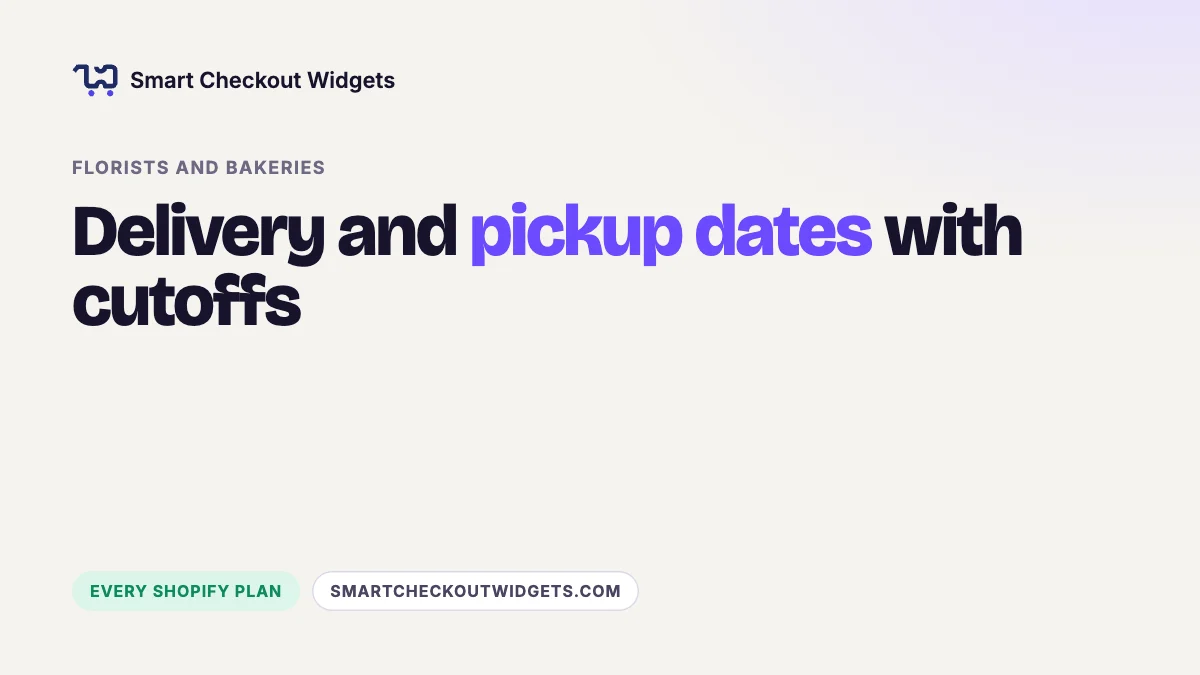 Smart Checkout Widgets
FLORISTS AND BAKERIES
Delivery and pickup dates with
cutoffs
EVERY SHOPIFY PLAN
SMARTCHECKOUTWIDGETS.COM